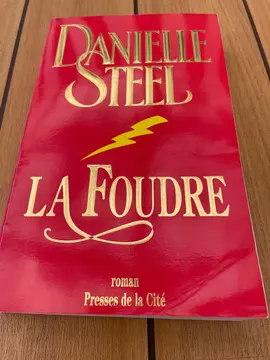 DANIELLE
STEEL
LA FOUDRE
roman
Presses de la Cité